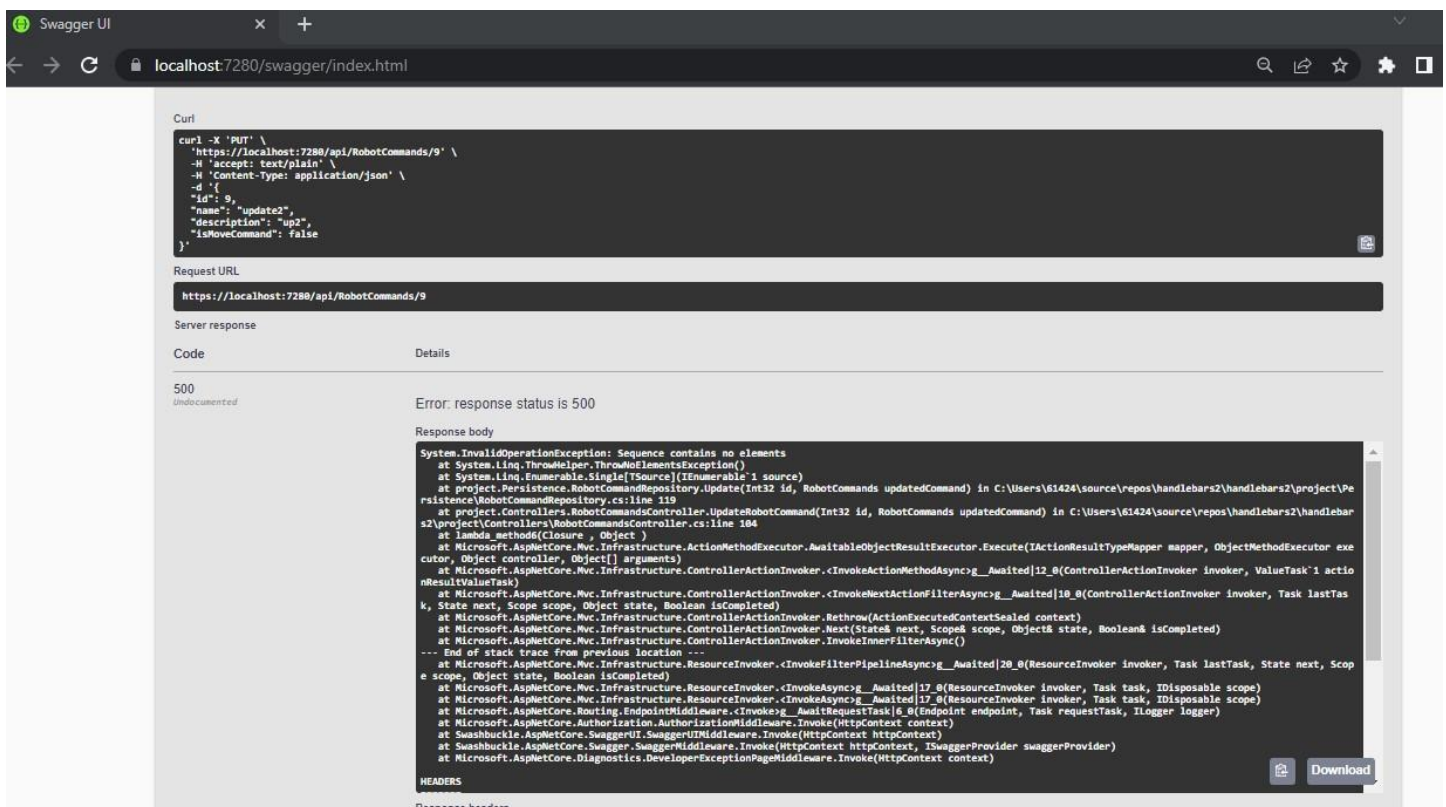 Swagger UI
localhost:7280/swagger/index.html
Curl
curl -X 'PUT' \
'https://localhost:7280/api/RobotCommands/9' \
-H 'accept: text/plain' \
-H 'Content-Type: application/json' \
-d '{
"id": 9,
"name": "update2",
"description": "up2",
"isMoveCommand": false
}'
Request URL
https://localhost:7280/api/RobotCommands/9
Server response
Code Details
500
Undocumented
Error: response status is 500
Response body
System.InvalidOperationException: Sequence contains no elements
at System.Linq.ThrowHelper.ThrowNoElementsException()
at System.Linq.Enumerable.Single[TSource](IEnumerable`1 source)
at project.Persistence.RobotCommandRepository.Update(Int32 id, RobotCommands updatedCommand) in C:\Users\61424\source\repos\handlebars2\handlebars2\project\Pe
rsistence\RobotCommandRepository.cs:line 119
at project.Controllers.RobotCommandsController.UpdateRobotCommand(Int32 id, RobotCommands updatedCommand) in C:\Users\61424\source\repos\handlebars2\handlebar
s2\project\Controllers\RobotCommandsController.cs:line 104
at lambda_method6(Closure , Object )
at Microsoft.AspNetCore.Mvc.Infrastructure.ActionMethodExecutor.AwaitableObjectResultExecutor.Execute(IActionResultTypeMapper mapper, ObjectMethodExecutor exe
cutor, Object controller, Object[] arguments)
at Microsoft.AspNetCore.Mvc.Infrastructure.ControllerActionInvoker.<InvokeActionMethodAsync>g__Awaited|12_0(ControllerActionInvoker invoker, ValueTask`1 actio
nResultValueTask)
at Microsoft.AspNetCore.Mvc.Infrastructure.ControllerActionInvoker.<InvokeNextActionFilterAsync>g__Awaited|10_0(ControllerActionInvoker invoker, Task lastTas
k, State next, Scope scope, Object state, Boolean isCompleted)
at Microsoft.AspNetCore.Mvc.Infrastructure.ControllerActionInvoker.Rethrow(ActionExecutedContextSealed context)
at Microsoft.AspNetCore.Mvc.Infrastructure.ControllerActionInvoker.Next(State& next, Scope& scope, Object& state, Boolean& isCompleted)
at Microsoft.AspNetCore.Mvc.Infrastructure.ControllerActionInvoker.InvokeInnerFilterAsync()
--- End of stack trace from previous location ---
at Microsoft.AspNetCore.Mvc.Infrastructure.ResourceInvoker.<InvokeFilterPipelineAsync>g__Awaited|20_0(ResourceInvoker invoker, Task lastTask, State next, Scop
e scope, Object state, Boolean isCompleted)
at Microsoft.AspNetCore.Mvc.Infrastructure.ResourceInvoker.<InvokeAsync>g__Awaited|17_0(ResourceInvoker invoker, Task task, IDisposable scope)
at Microsoft.AspNetCore.Mvc.Infrastructure.ResourceInvoker.<InvokeAsync>g__Awaited|17_0(ResourceInvoker invoker, Task task, IDisposable scope)
at Microsoft.AspNetCore.Routing.EndpointMiddleware.<Invoke>g__AwaitRequestTask|6_0(Endpoint endpoint, Task requestTask, ILogger logger)
at Microsoft.AspNetCore.Authorization.AuthorizationMiddleware.Invoke(HttpContext context)
at Swashbuckle.AspNetCore.SwaggerUI.SwaggerUIMiddleware.Invoke(HttpContext httpContext)
at Swashbuckle.AspNetCore.Swagger.SwaggerMiddleware.Invoke(HttpContext httpContext, ISwaggerProvider swaggerProvider)
at Microsoft.AspNetCore.Diagnostics.DeveloperExceptionPageMiddleware.Invoke(HttpContext context)
HEADERS
Download
Response headers